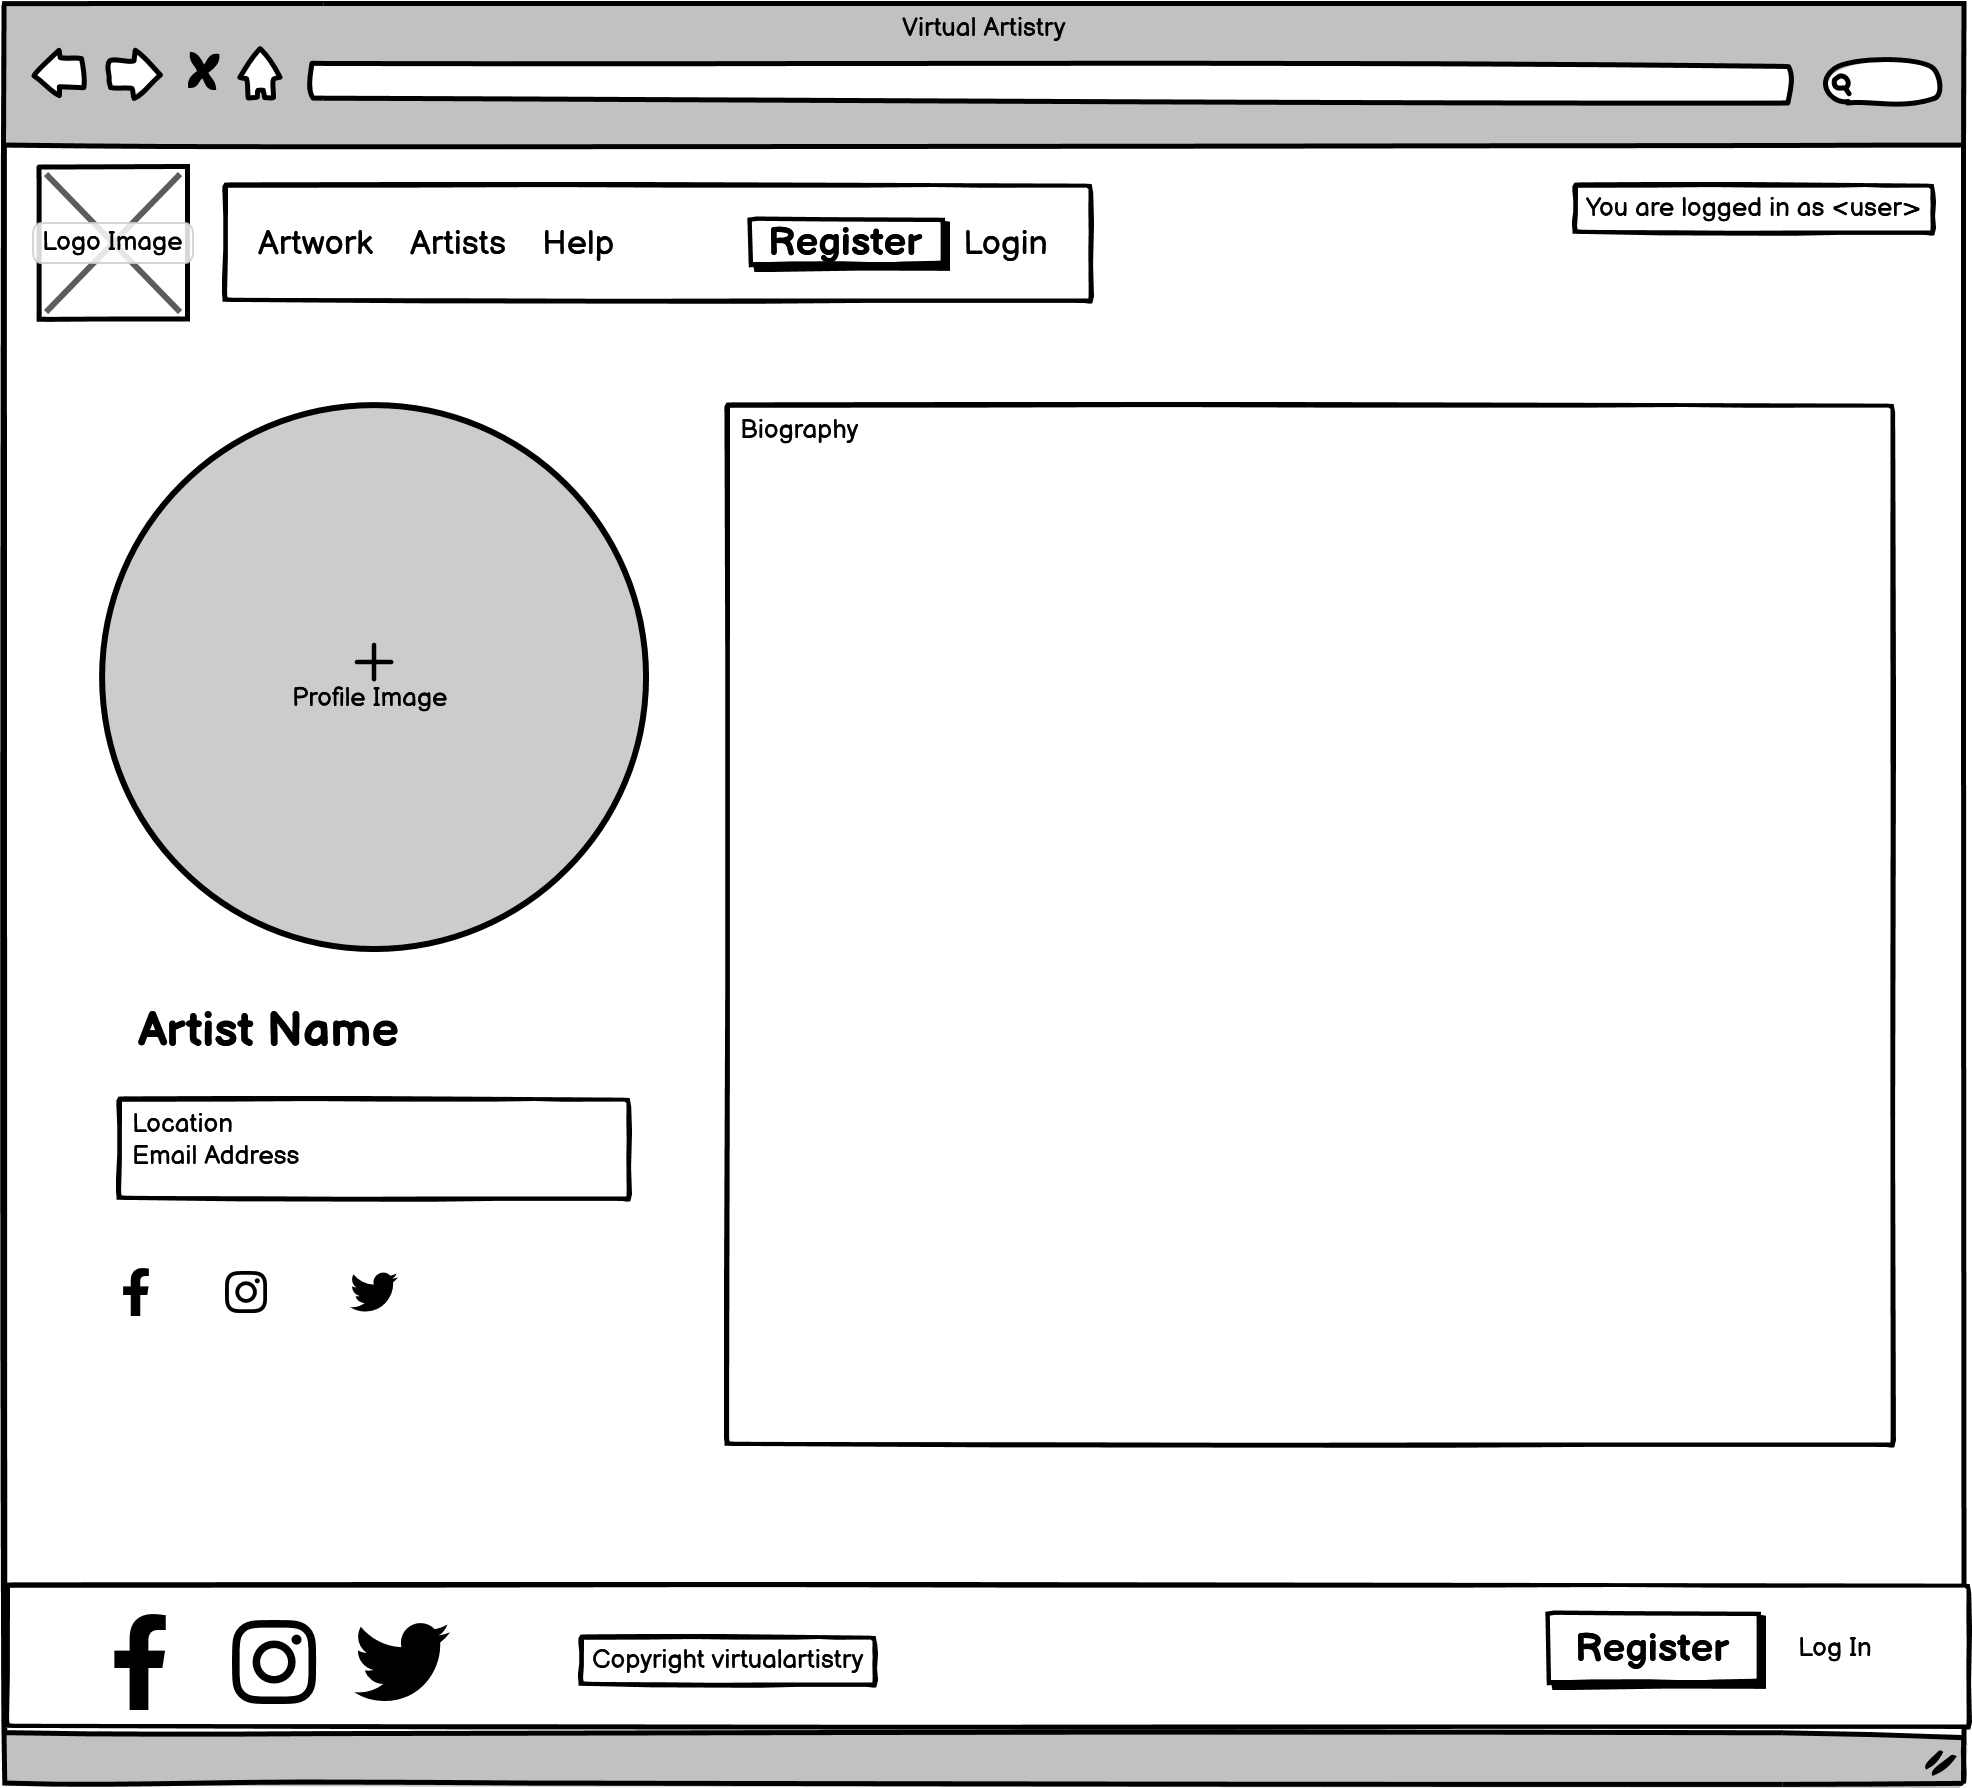 Virtual Artistry
Logo Image
Artwork Artists Help Register Login
You are logged in as <user>
Biography
Profile Image
Artist Name
Location
Email Address
Copyright virtualartistry
Register Log In